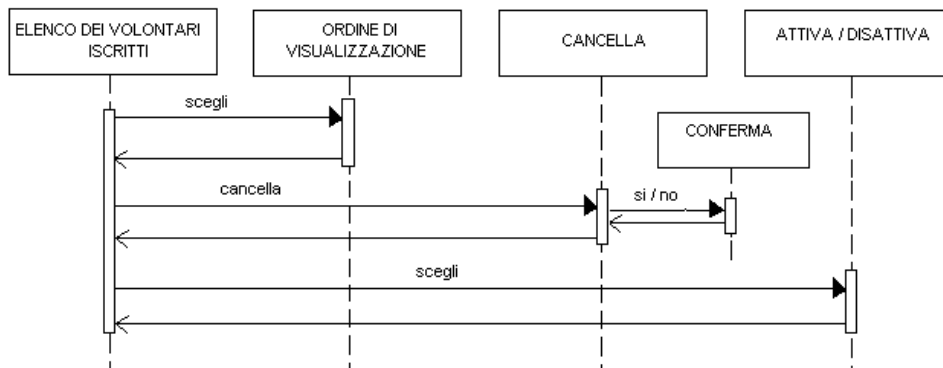 ELENCO DEI VOLONTARI
ISCRITTI
ORDINE DI
VISUALIZZAZIONE
CANCELLA
ATTIVA / DISATTIVA
scegli
CONFERMA
cancella
si / no
scegli